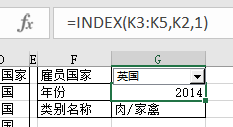 =INDEX(K3:K5,K2,1)
D E F G
国家 雇员国家 英国
国 年份 2014
国 类别名称 肉/家禽